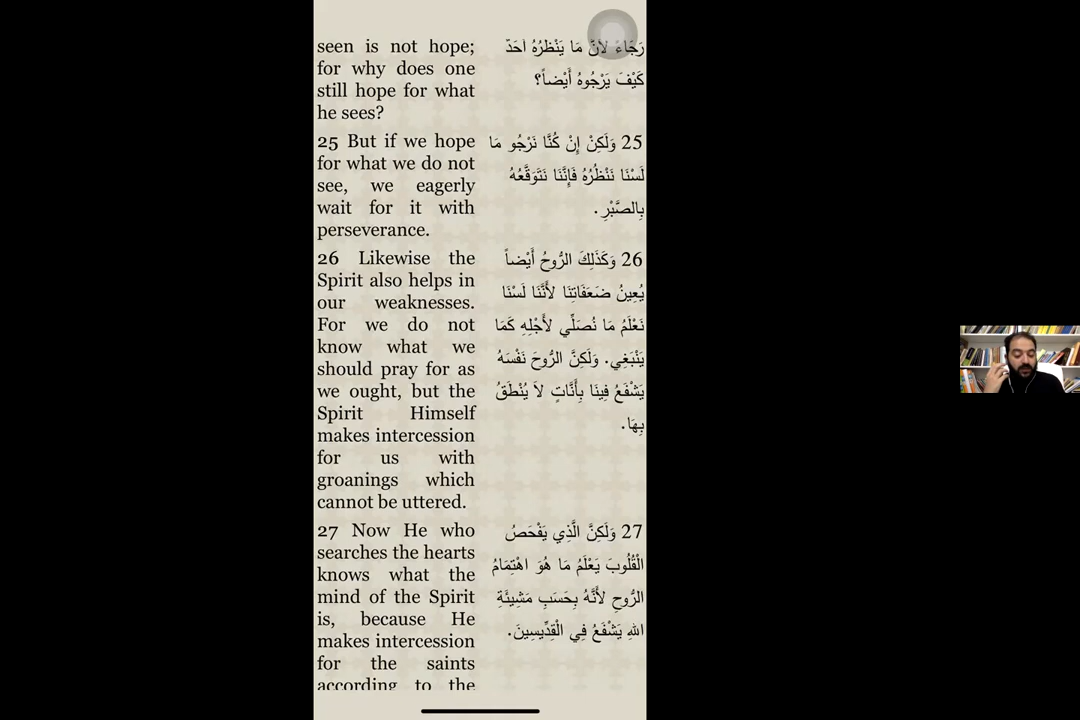 seen is not hope;
for why does one
still hope for what
he sees?
25 But if we hope
for what we do not
see, we eagerly
wait for it with
perseverance.
26 Likewise the
Spirit also helps in
our weaknesses.
For we do not
know what we
should pray for as
we ought, but the
Spirit Himself
makes intercession
for us with
groanings which
cannot be uttered.
27 Now He who
searches the hearts
knows what the
mind of the Spirit
is, because He
makes intercession
for the saints
according to the
رَجَاءً لأَنَّ مَا يَنْظُرُهُ أَحَدٌ
كَيْفَ يَرْجُوهُ أَيْضاً؟
25 وَلَكِنْ إِنْ كُنَّا نَرْجُو مَا
لَسْنَا نَنْظُرُهُ فَإِنَّنَا نَتَوَقَّعُهُ
بِالصَّبْرِ.
26 وَكَذَلِكَ الرُّوحُ أَيْضاً
يُعِينُ ضَعَفَاتِنَا لأَنَّنَا لَسْنَا
نَعْلَمُ مَا نُصَلِّي لأَجْلِهِ كَمَا
يَنْبَغِي. وَلَكِنَّ الرُّوحَ نَفْسَهُ
يَشْفَعُ فِينَا بِأَنَّاتٍ لاَ يُنْطَقُ
بِهَا.
27 وَلَكِنَّ الَّذِي يَفْحَصُ
الْقُلُوبَ يَعْلَمُ مَا هُوَ اهْتِمَامُ
الرُّوحِ لأَنَّهُ بِحَسَبِ مَشِيئَةِ
اللهِ يَشْفَعُ فِي الْقِدِّيسِينَ.